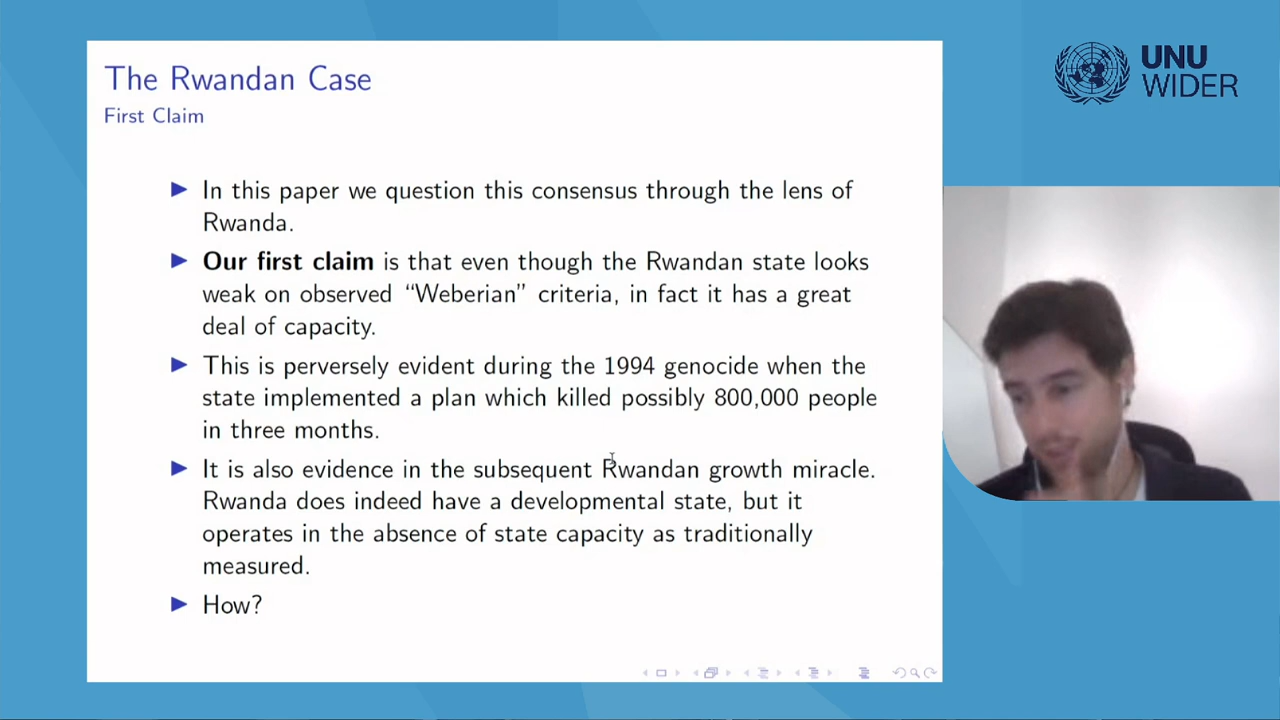 The Rwandan Case
First Claim
In this paper we question this consensus through the lens of
Rwanda.
Our first claim is that even though the Rwandan state looks
weak on observed “Weberian” criteria, in fact it has a great
deal of capacity.
This is perversely evident during the 1994 genocide when the
state implemented a plan which killed possibly 800,000 people
in three months.
It is also evidence in the subsequent Rwandan growth miracle.
Rwanda does indeed have a developmental state, but it
operates in the absence of state capacity as traditionally
measured.
How?
UNU
WIDER